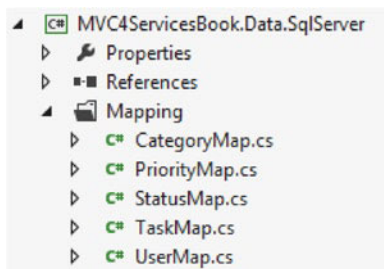 C# MVC4ServicesBook.Data.SqlServer
Properties
References
Mapping
C# CategoryMap.cs
C# PriorityMap.cs
C# StatusMap.cs
C# TaskMap.cs
C# UserMap.cs